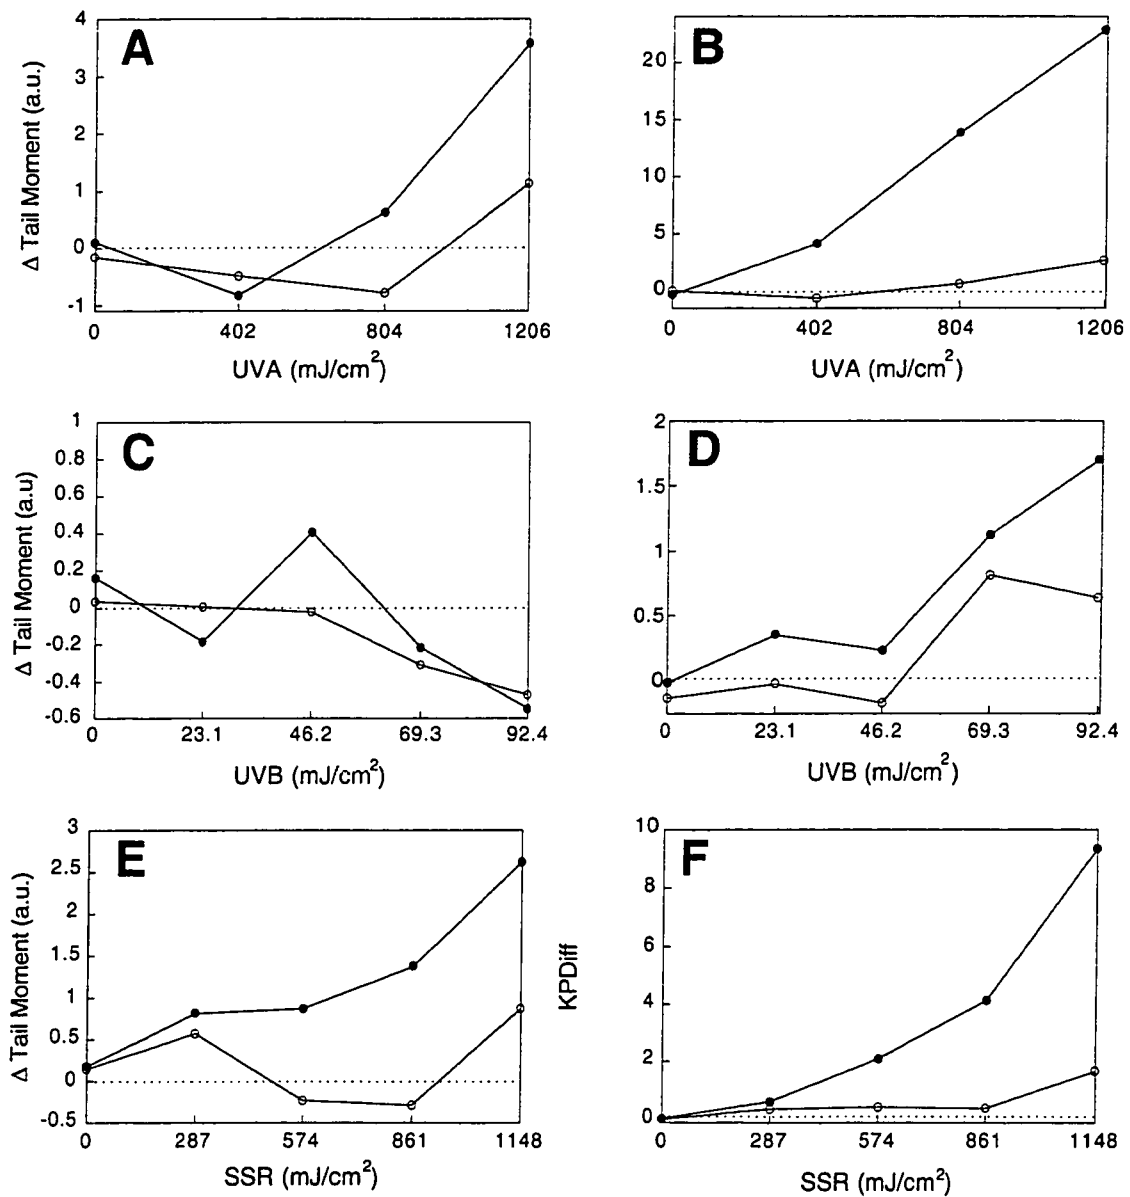 A
Δ Tail Moment (a.u.)
4
3
2
1
0
-1
0 402 804 1206
UVA (mJ/cm²)
B
20
15
10
5
0
0 402 804 1206
UVA (mJ/cm²)
C
Δ Tail Moment (a.u)
1
0.8
0.6
0.4
0.2
0
-0.2
-0.4
-0.6
0 23.1 46.2 69.3 92.4
UVB (mJ/cm²)
D
2
1.5
1
0.5
0
0 23.1 46.2 69.3 92.4
UVB (mJ/cm²)
E
Δ Tail Moment (a.u.)
3
2.5
2
1.5
1
0.5
0
-0.5
0 287 574 861 1148
SSR (mJ/cm²)
F
KPDiff
10
8
6
4
2
0
0 287 574 861 1148
SSR (mJ/cm²)